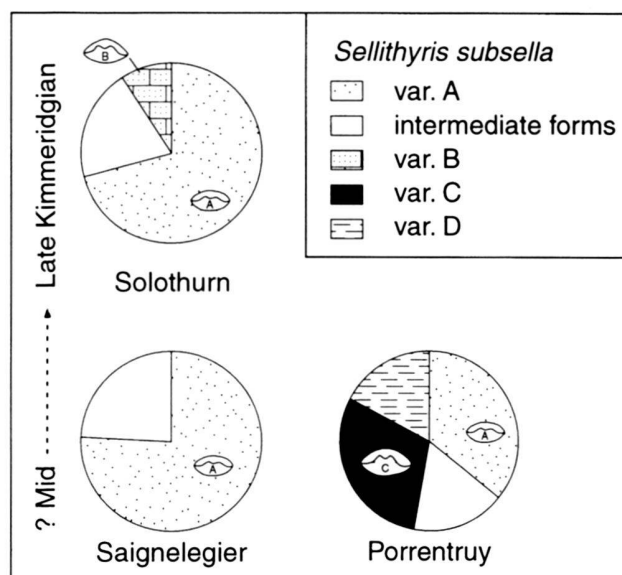 B
A
Solothurn
Sellithyris subsella
var. A
intermediate forms
var. B
var. C
var. D
? Mid Late Kimmeridgian
A
Saignelegier
A
C
Porrentruy